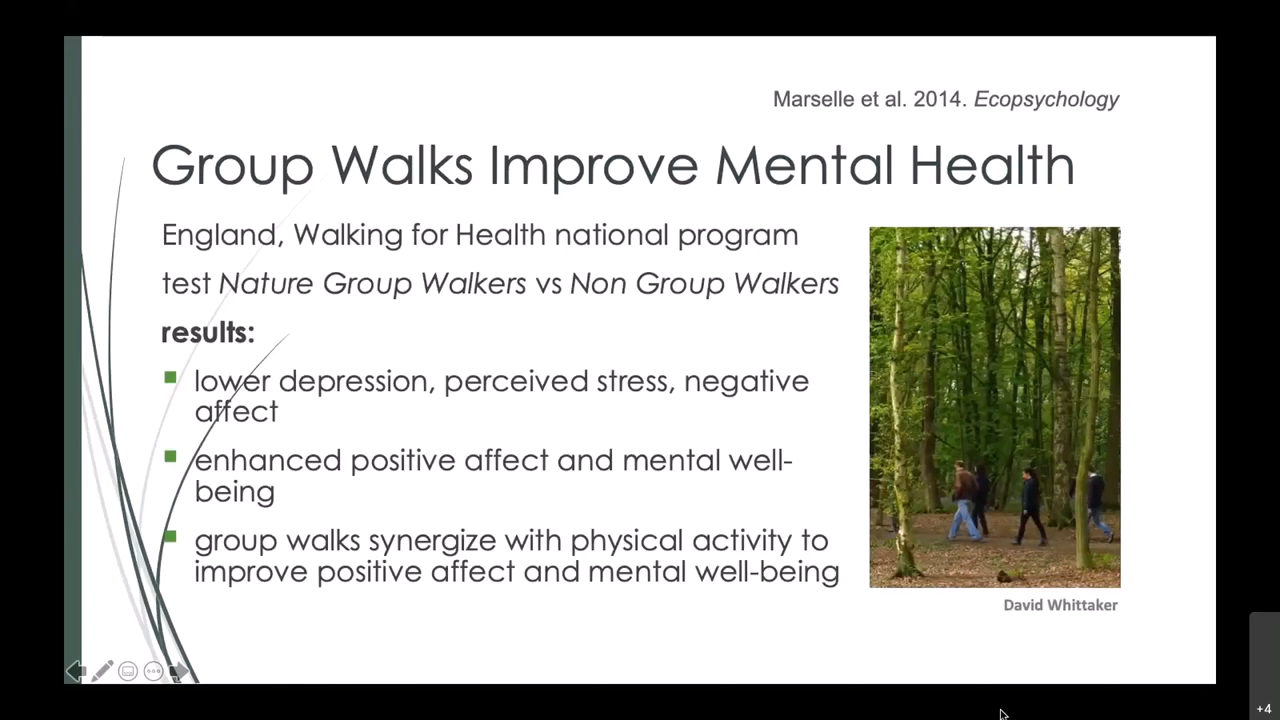 Marselle et al. 2014. Ecopsychology
Group Walks Improve Mental Health
England, Walking for Health national program
test Nature Group Walkers vs Non Group Walkers
results:
lower depression, perceived stress, negative
affect
enhanced positive affect and mental well-
being
group walks synergize with physical activity to
improve positive affect and mental well-being
David Whittaker
+4